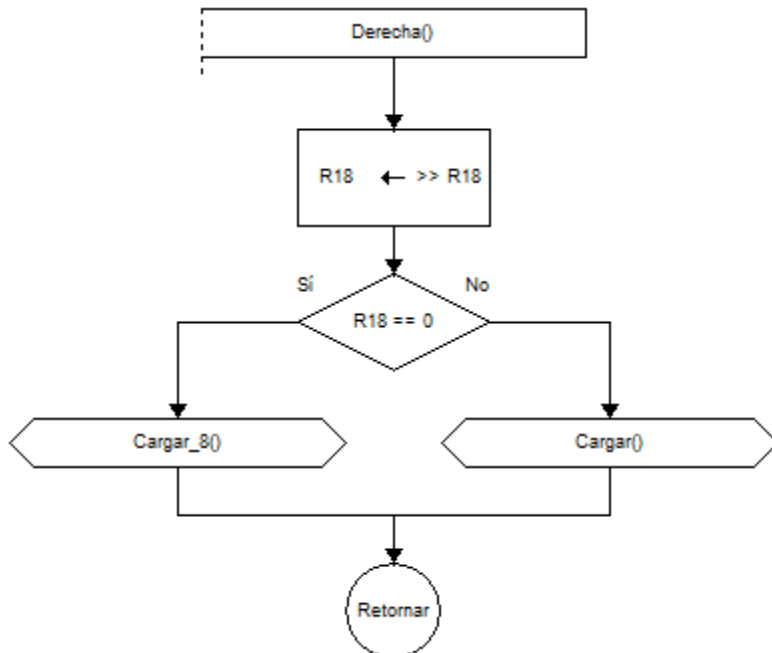 Derecha()
R18 ← >> R18
Sí
No
R18 == 0
Cargar_8()
Cargar()
Retornar